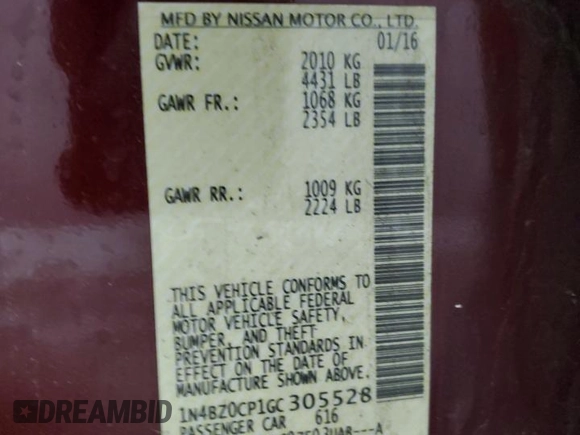 MFD BY NISSAN MOTOR CO., LTD.
DATE: 01/16
GVWR: 2010 KG
4431 LB
GAWR FR.: 1068 KG
2354 LB
GAWR RR.: 1009 KG
2224 LB
THIS VEHICLE CONFORMS TO
ALL APPLICABLE FEDERAL
MOTOR VEHICLE SAFETY,
BUMPER, AND THEFT
PREVENTION STANDARDS IN
EFFECT ON THE DATE OF
MANUFACTURE SHOWN ABOVE.
1N4BZ0CP1GC305528
PASSENGER CAR 616
DREAMBID